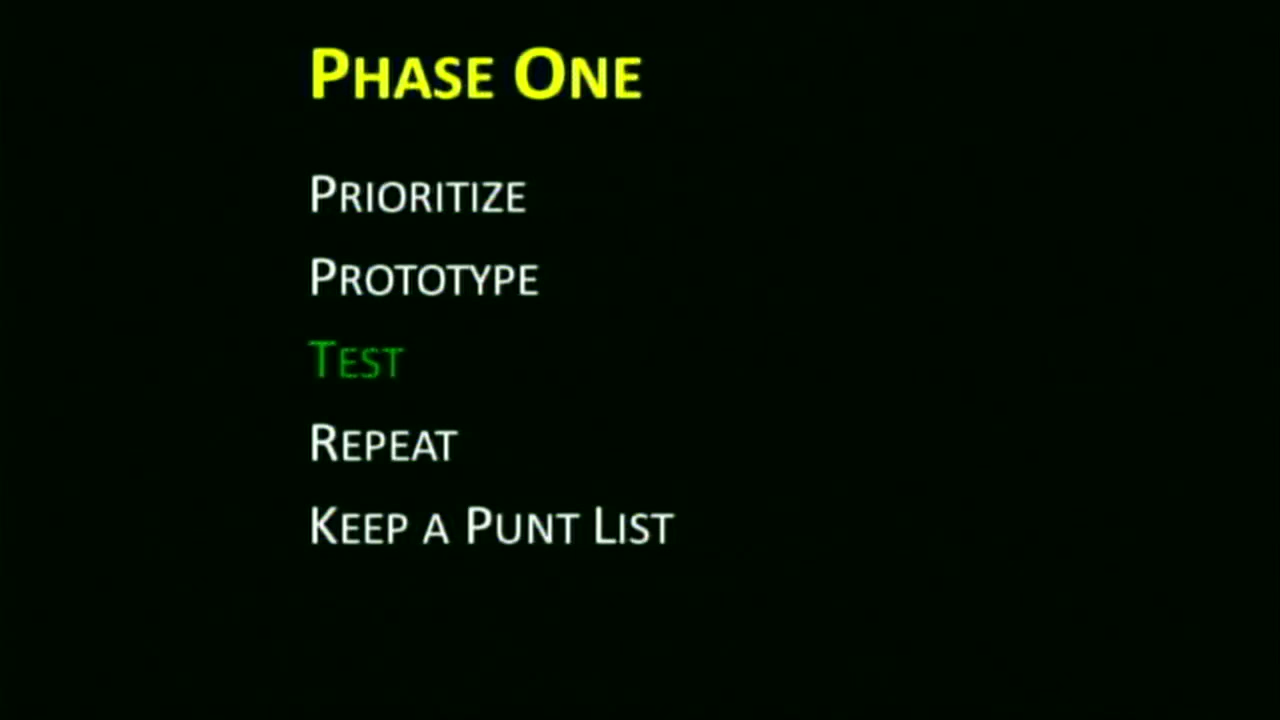 Phase One
Prioritize
Prototype
Test
Repeat
Keep a Punt List